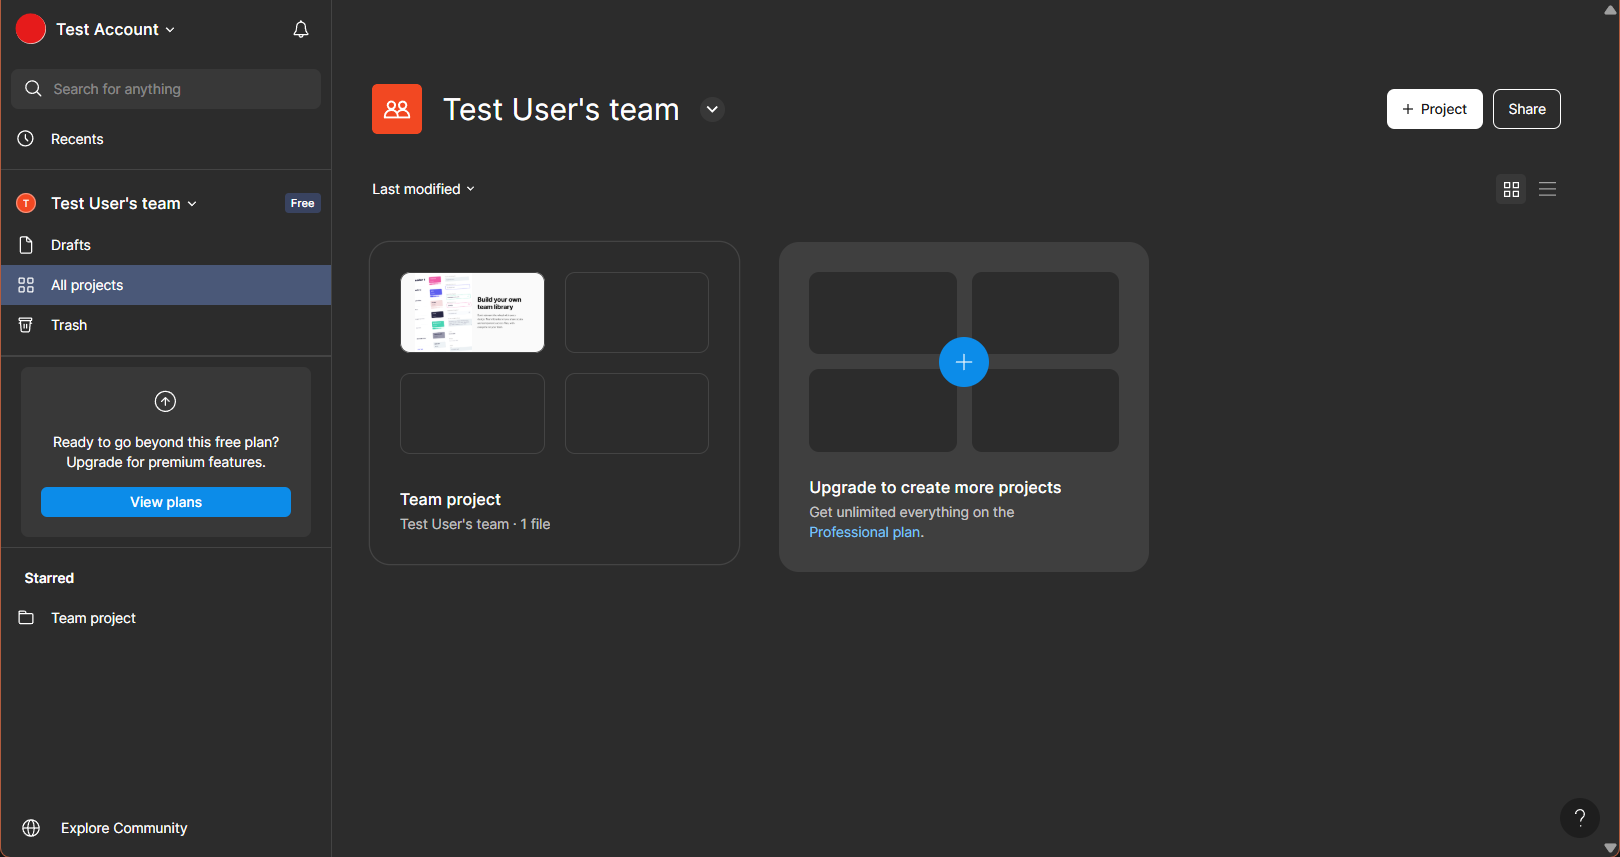 Test Account
Search for anything
Recents
T
Test User's team
Free
Drafts
All projects
Trash
Ready to go beyond this free plan?
Upgrade for premium features.
View plans
Starred
Team project
Explore Community
Test User's team
+ Project
Share
Last modified
Build your own
team library
Team project
Test User's team · 1 file
Upgrade to create more projects
Get unlimited everything on the
Professional plan.
?